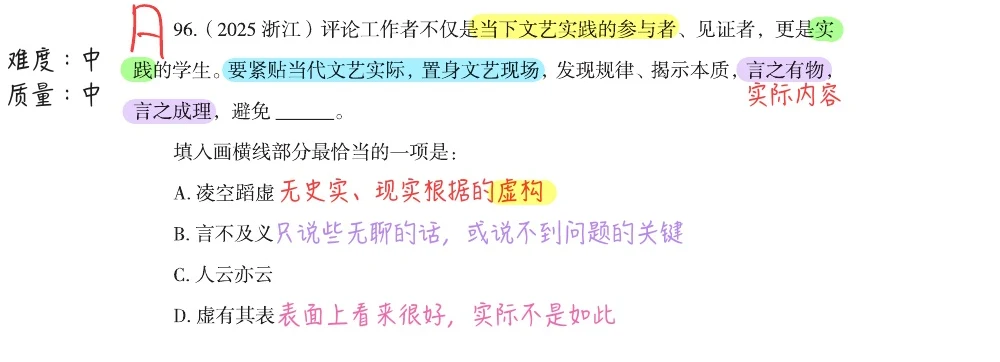 A
96.（2025 浙江）评论工作者不仅是当下文艺实践的参与者、见证者，更是实
难度：中
践的学生。要紧贴当代文艺实际，置身文艺现场，发现规律、揭示本质，言之有物，
质量：中
实际内容
言之成理，避免______。
填入画横线部分最恰当的一项是：
A. 凌空蹈虚 无史实、现实根据的虚构
B. 言不及义 只说些无聊的话，或说不到问题的关键
C. 人云亦云
D. 虚有其表 表面上看来很好，实际不是如此